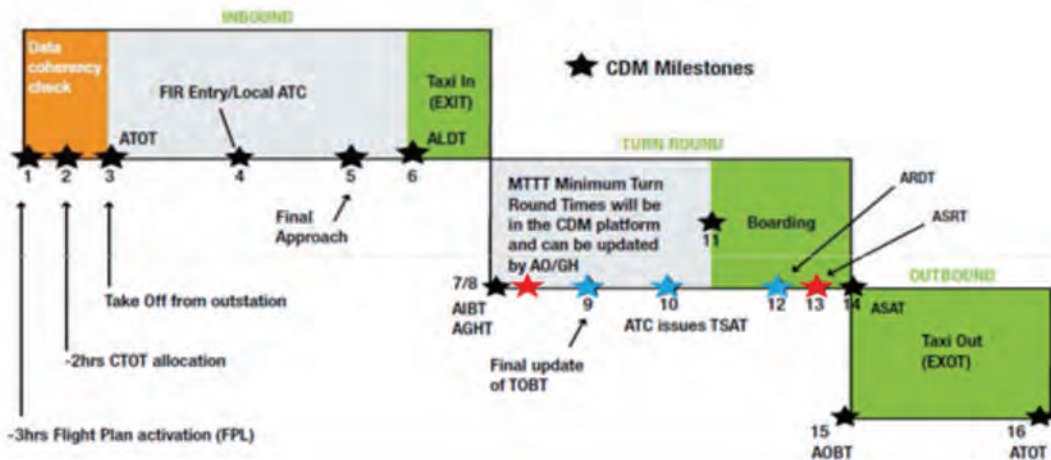 INBOUND
Data
coherency
check
FIR Entry/Local ATC
Taxi In
(EXIT)
CDM Milestones
ATOT
ALDT
1
2
3
4
5
6
TURN ROUND
MTTT Minimum Turn
Round Times will be
in the CDM platform
and can be updated
by AO/GH
11
Boarding
ARDT
ASRT
Final
Approach
Take Off from outstation
-2hrs CTOT allocation
-3hrs Flight Plan activation (FPL)
7/8
AIBT
AGHT
9
10
12
13
14
ATC issues TSAT
ASAT
Final update
of TOBT
OUTBOUND
Taxi Out
(EXOT)
15
AOBT
16
ATOT